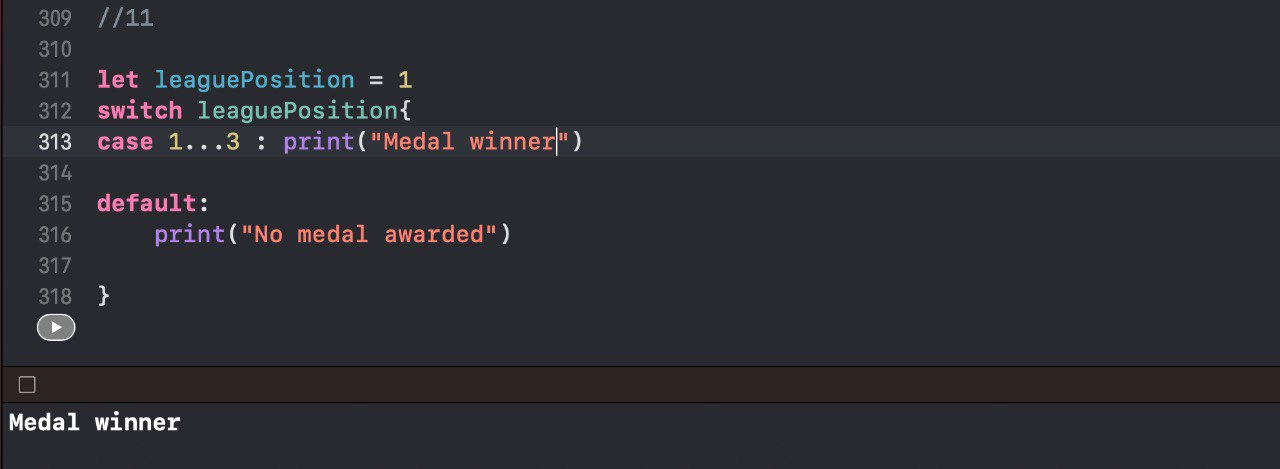 309 //11
310
311 let leaguePosition = 1
312 switch leaguePosition{
313 case 1...3 : print("Medal winner")
314
315 default:
316     print("No medal awarded")
317
318 }
Medal winner